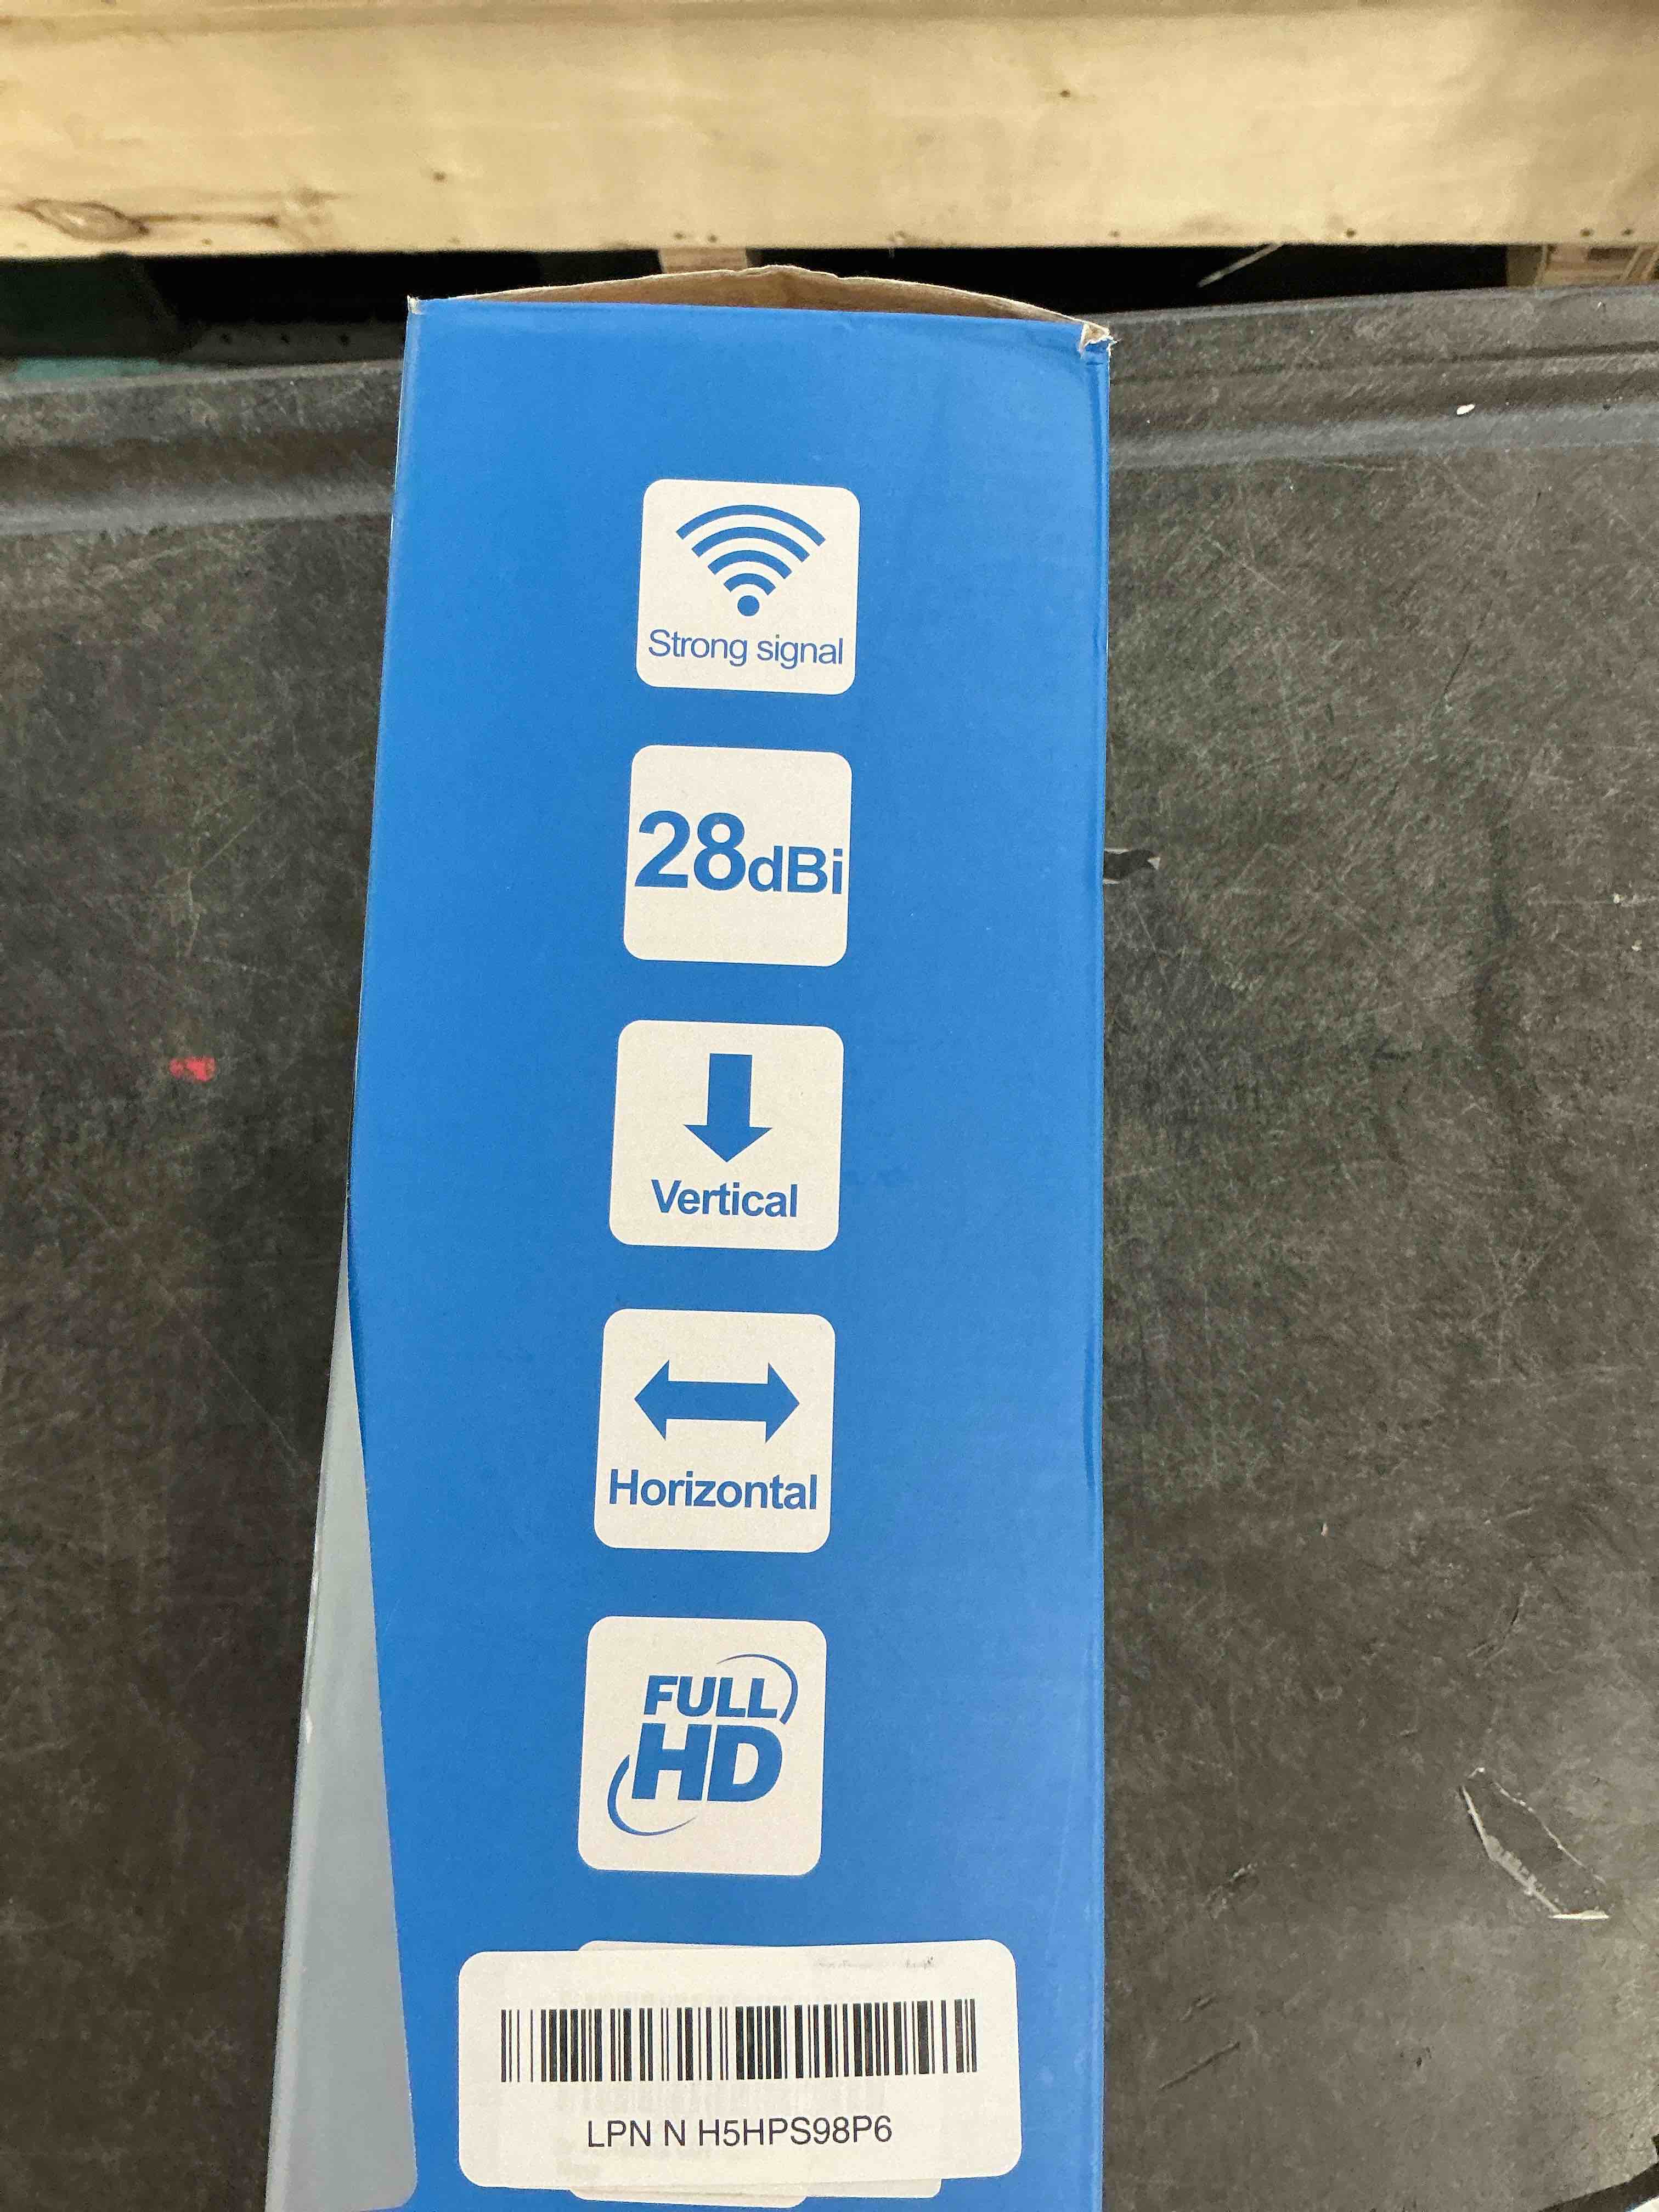 Strong signal
28dBi
Vertical
Horizontal
FULL
HD
LPN N H5HPS98P6